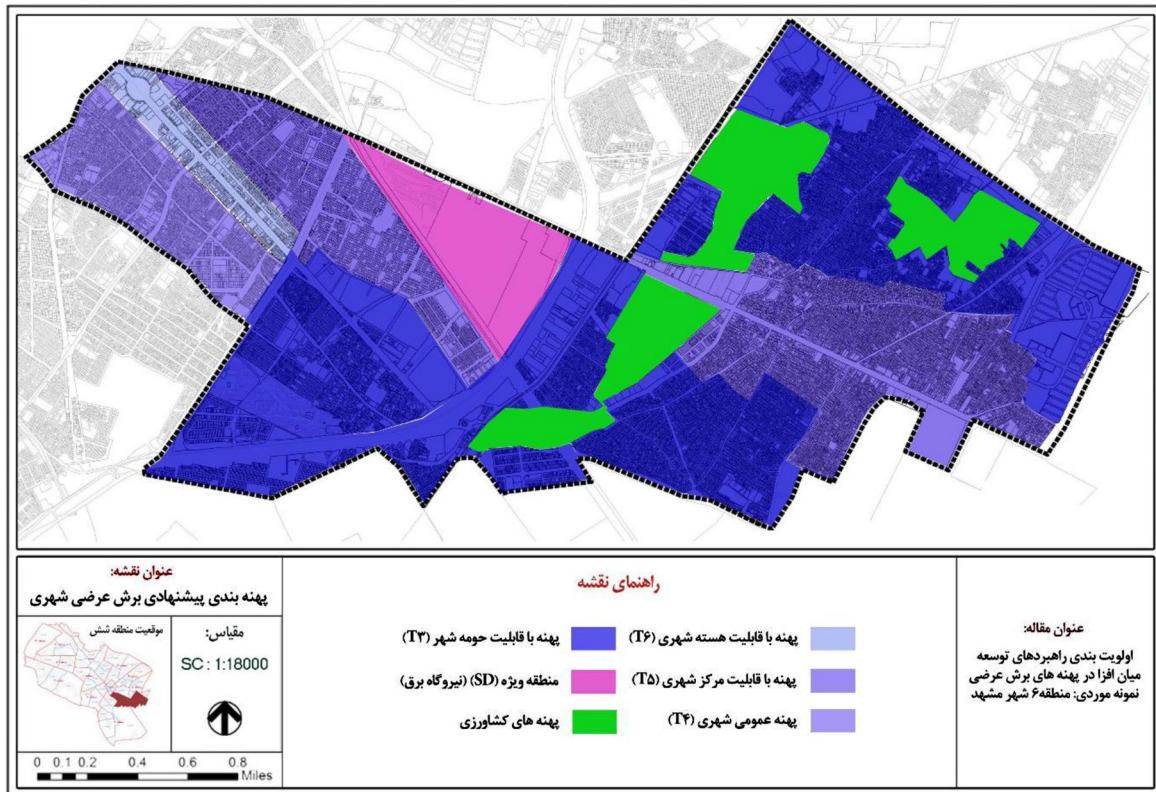 عنوان نقشه:
پهنه بندی پیشنهادی برش عرضی شهری
موقعیت منطقه شش
مقیاس:
SC : 1:18000
0 0.1 0.2 0.4 0.6 0.8
Miles
راهنمای نقشه
پهنه با قابلیت هسته شهری (T۶)
پهنه با قابلیت حومه شهر (T۳)
پهنه با قابلیت مرکز شهری (T۵)
منطقه ویژه (SD) (نیروگاه برق)
پهنه عمومی شهری (T۴)
پهنه های کشاورزی
عنوان مقاله:
اولویت بندی راهبردهای توسعه
میان افزا در پهنه های برش عرضی
نمونه موردی: منطقه۶ شهر مشهد